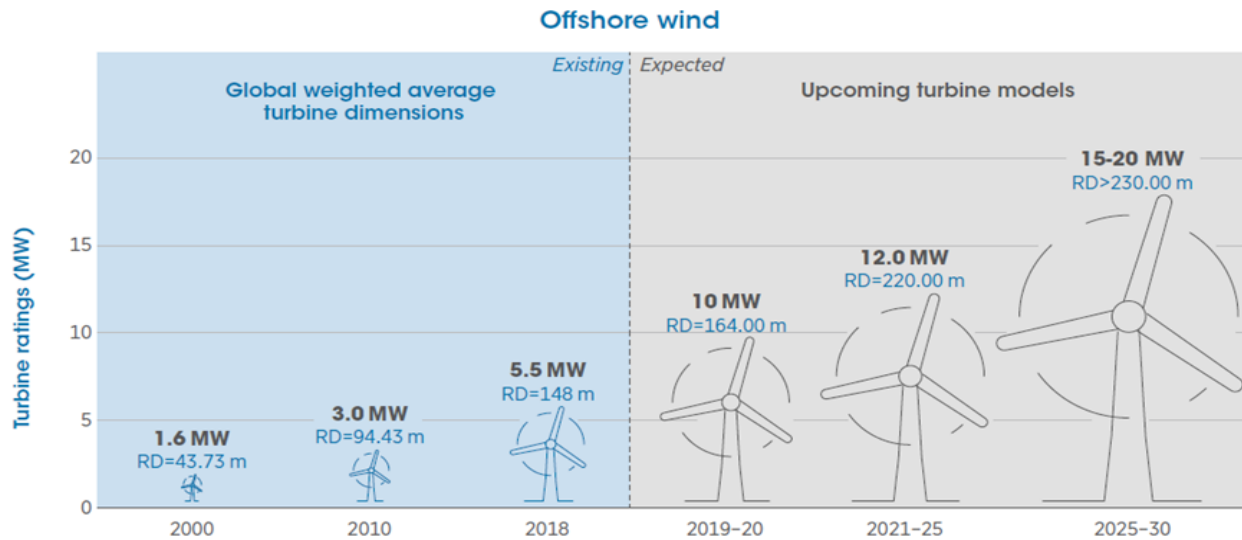 Offshore wind
Existing
Expected
Global weighted average
turbine dimensions
Upcoming turbine models
Turbine ratings (MW)
20
15
10
5
0
1.6 MW
RD=43.73 m
3.0 MW
RD=94.43 m
5.5 MW
RD=148 m
10 MW
RD=164.00 m
12.0 MW
RD=220.00 m
15-20 MW
RD>230.00 m
2000
2010
2018
2019–20
2021–25
2025–30